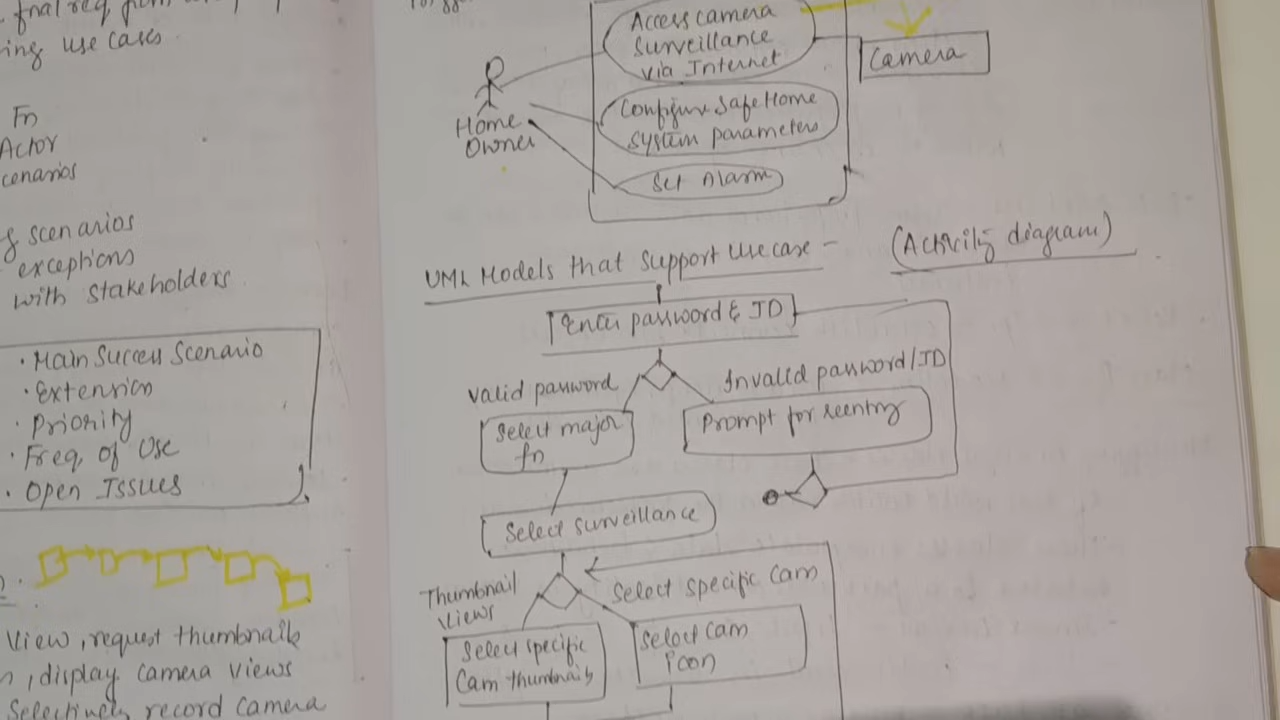 ing use cases
Fn
Actor
cenarios
of scenarios
exceptions
with stakeholders
· Main Success Scenario
· Extension
· Priority
· Freq. of Use
· Open Issues
View, request thumbnails
, display camera views
Selectively record camera
Access camera
Surveillance
via Internet
Camera
Home
Owner
Configure SafeHome
system parameters
Set Alarm
UML Models that support Use case - (Activity diagram)
Enter password & ID
Valid password
Invalid password/ID
Select major
fn
Prompt for reentry
Select surveillance
Thumbnail
Views
Select specific cam
Select specific
Cam thumbnails
Select cam
icon